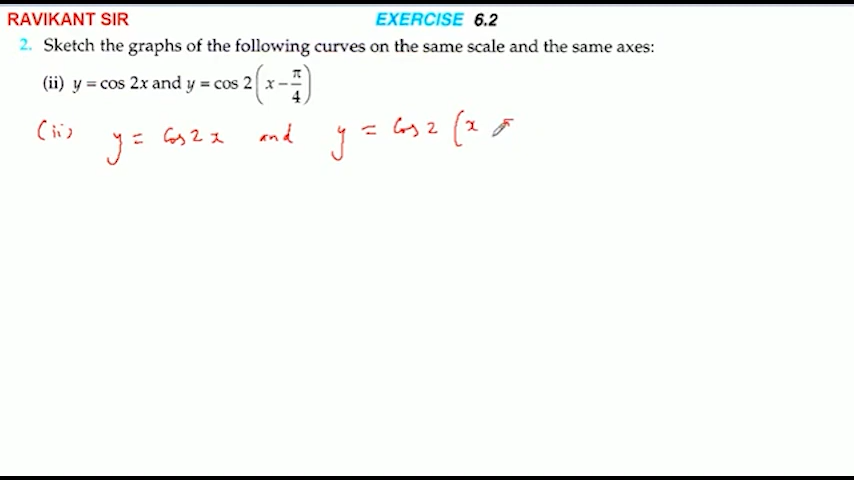 RAVIKANT SIR EXERCISE 6.2
2. Sketch the graphs of the following curves on the same scale and the same axes:
(ii) y = cos 2x and y = cos 2(x − π/4)
(ii) y = cos 2x and y = cos 2 (x